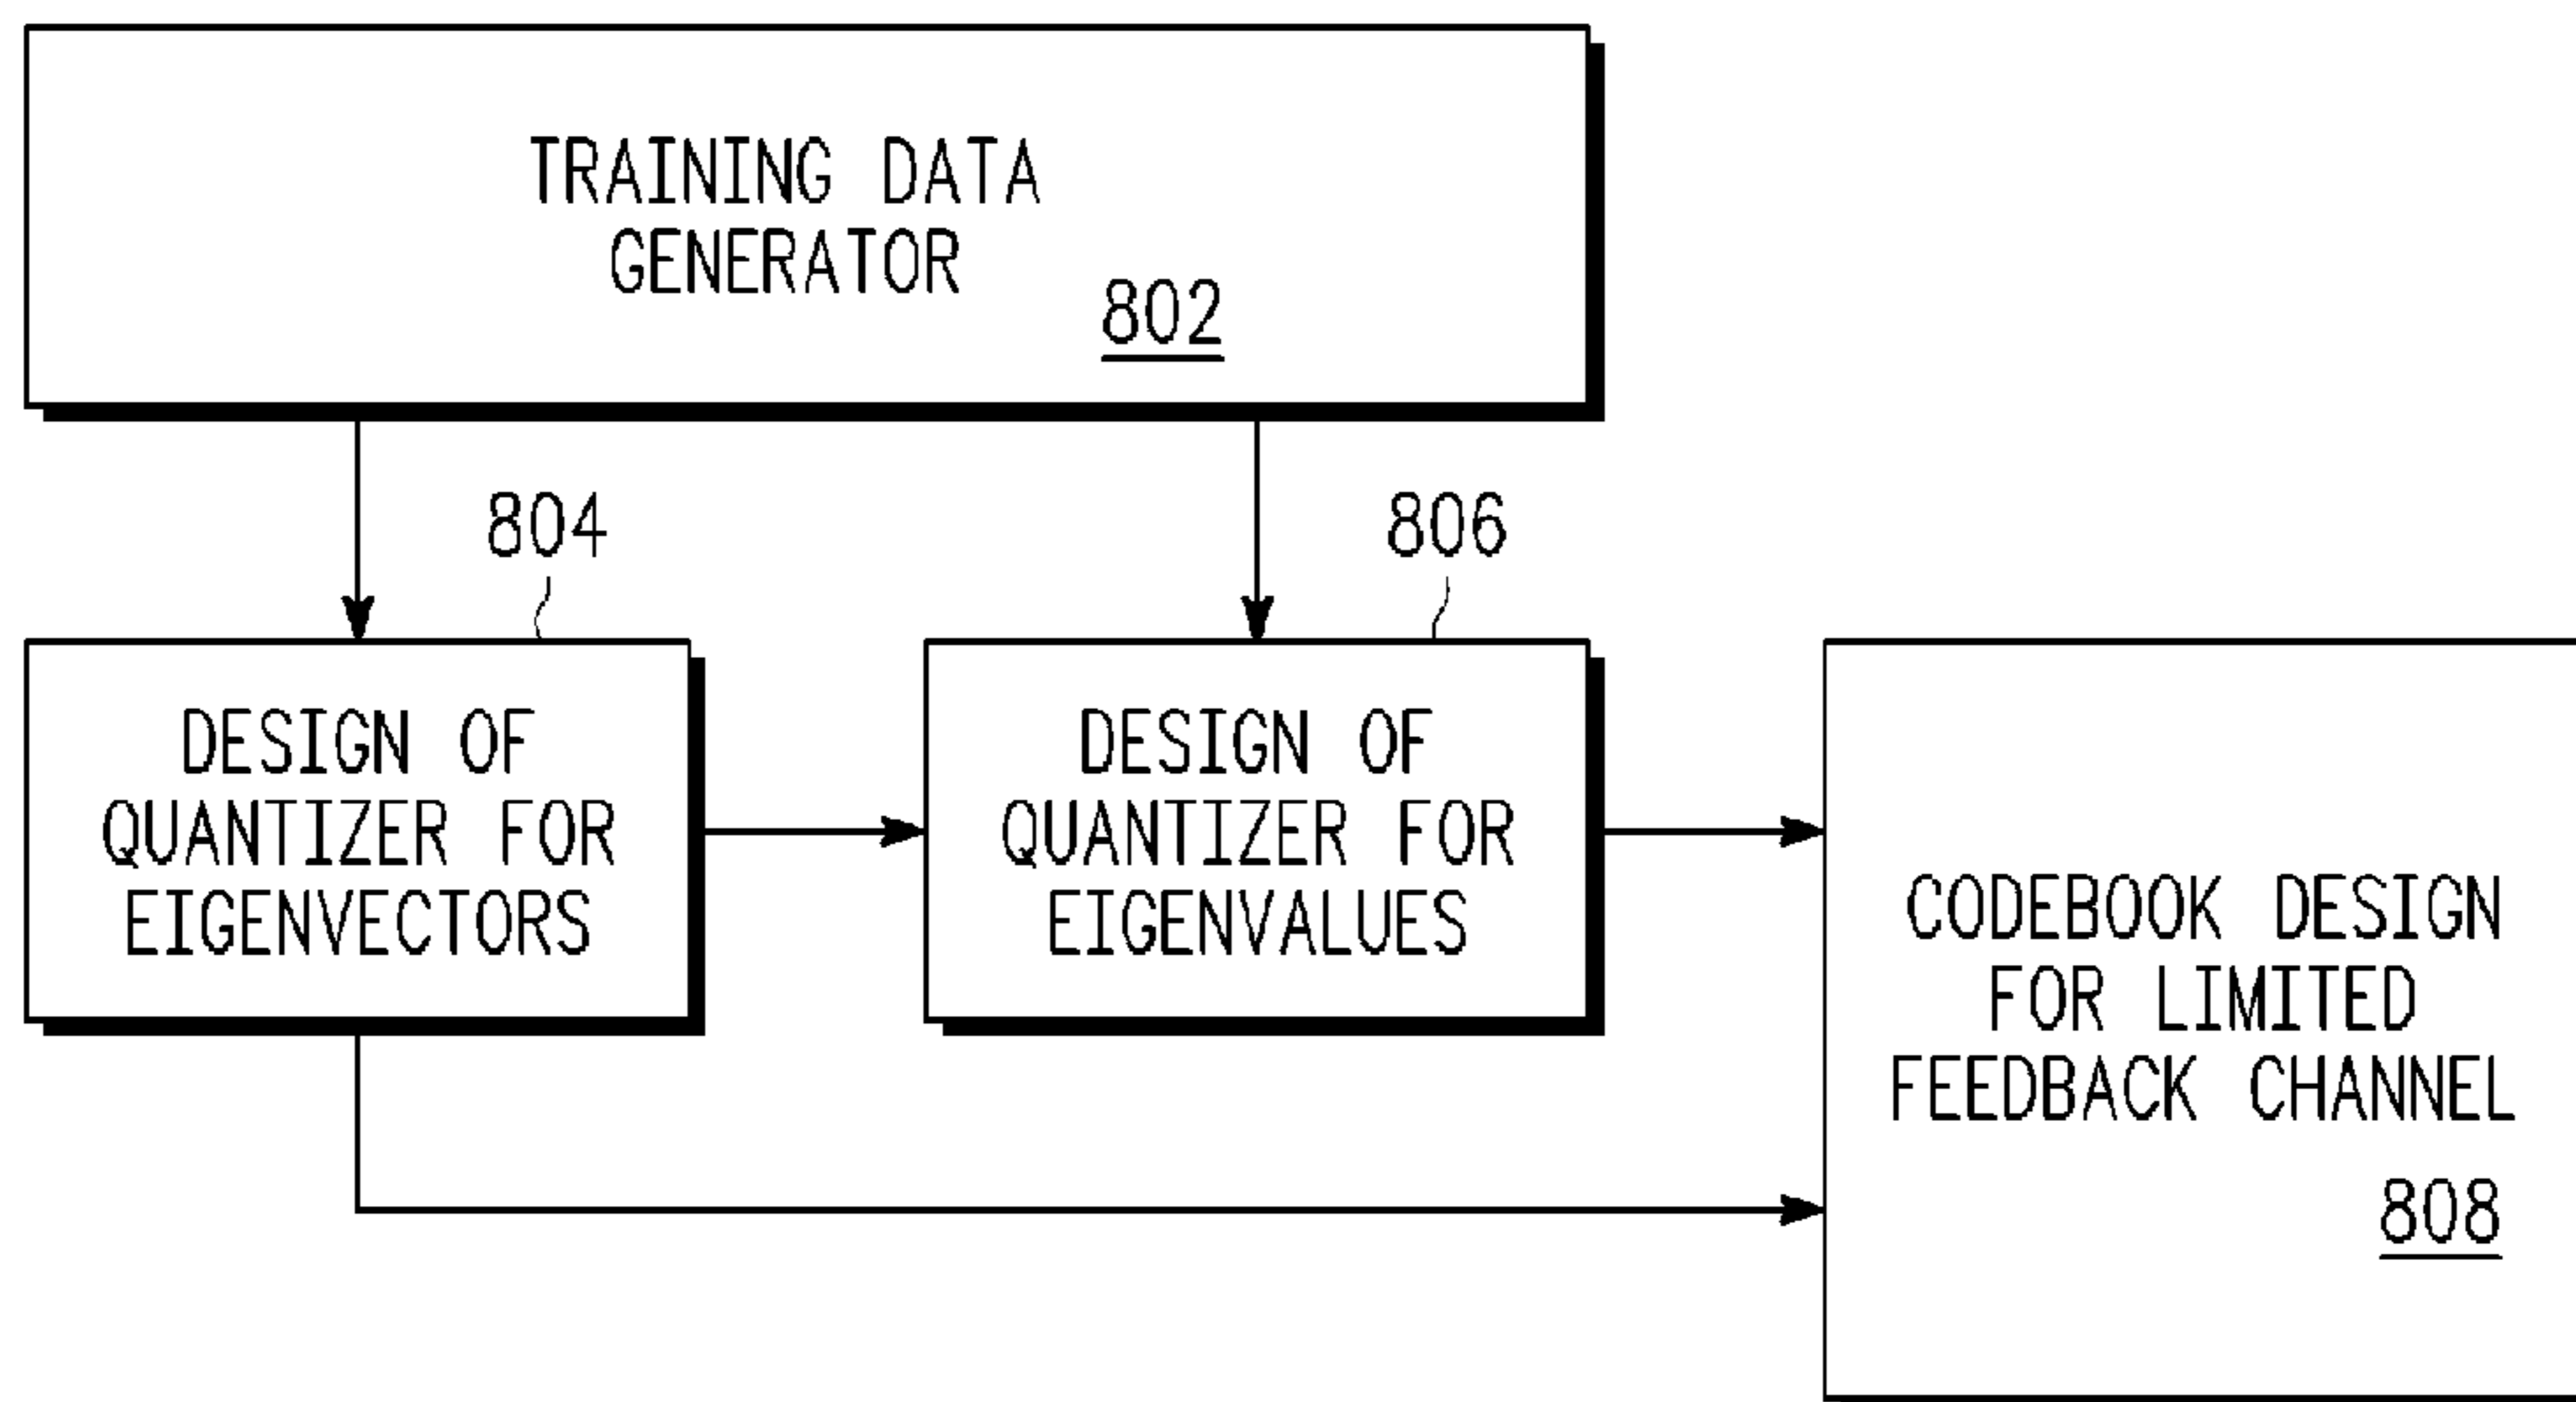 TRAINING DATA
GENERATOR
802
804
806
DESIGN OF
QUANTIZER FOR
EIGENVECTORS
DESIGN OF
QUANTIZER FOR
EIGENVALUES
CODEBOOK DESIGN
FOR LIMITED
FEEDBACK CHANNEL
808